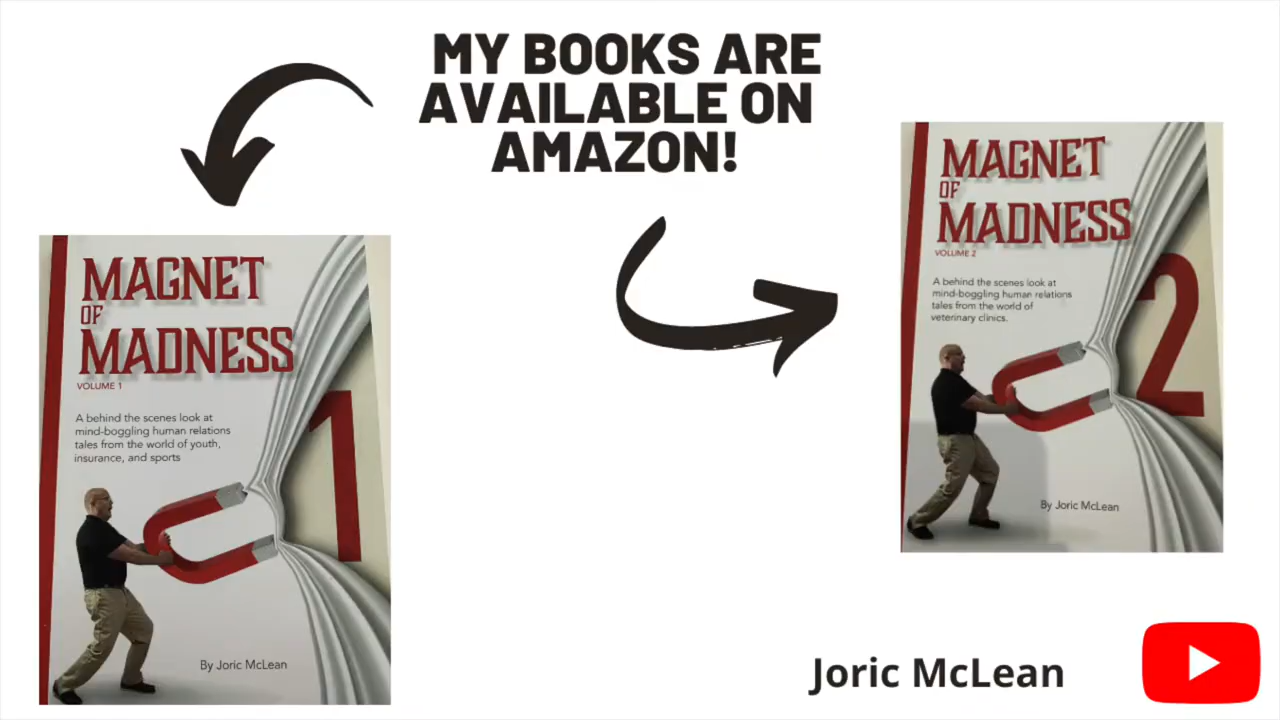 MY BOOKS ARE
AVAILABLE ON
AMAZON!
MAGNET
OF
MADNESS
VOLUME 1
A behind the scenes look at
mind-boggling human relations
tales from the world of youth,
insurance, and sports
1
By Joric McLean
MAGNET
OF
MADNESS
VOLUME 2
A behind the scenes look at
mind-boggling human relations
tales from the world of
veterinary clinics.
2
By Joric McLean
Joric McLean